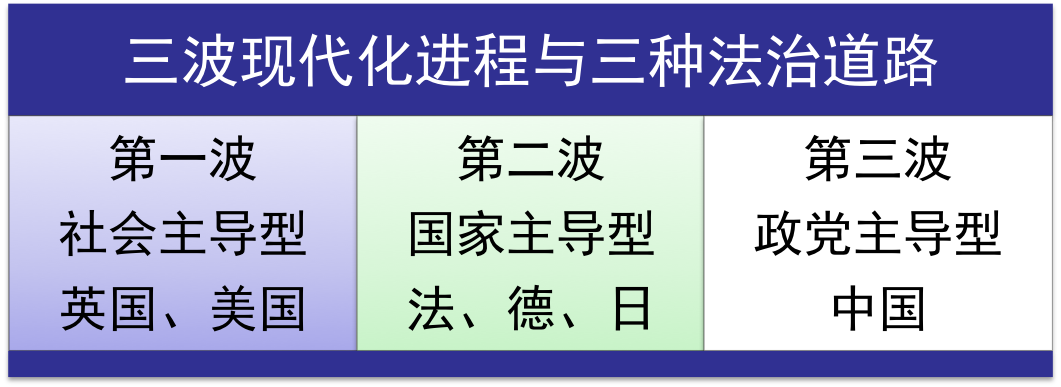 三波现代化进程与三种法治道路
第一波
社会主导型
英国、美国
第二波
国家主导型
法、德、日
第三波
政党主导型
中国